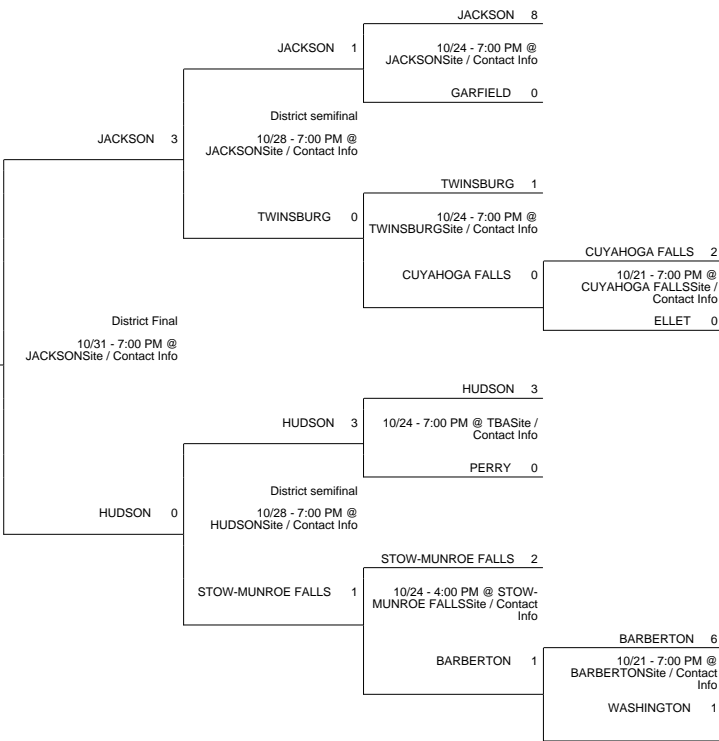 JACKSON 8
JACKSON 1
10/24 - 7:00 PM @
JACKSONSite / Contact Info
GARFIELD 0
District semifinal
JACKSON 3
10/28 - 7:00 PM @
JACKSONSite / Contact Info
TWINSBURG 1
TWINSBURG 0
10/24 - 7:00 PM @
TWINSBURGSite / Contact Info
CUYAHOGA FALLS 2
CUYAHOGA FALLS 0
10/21 - 7:00 PM @
CUYAHOGA FALLSSite /
Contact Info
District Final
ELLET 0
10/31 - 7:00 PM @
JACKSONSite / Contact Info
HUDSON 3
HUDSON 3
10/24 - 7:00 PM @ TBASite /
Contact Info
PERRY 0
District semifinal
HUDSON 0
10/28 - 7:00 PM @
HUDSONSite / Contact Info
STOW-MUNROE FALLS 2
STOW-MUNROE FALLS 1
10/24 - 4:00 PM @ STOW-
MUNROE FALLSSite / Contact
Info
BARBERTON 6
BARBERTON 1
10/21 - 7:00 PM @
BARBERTONSite / Contact
Info
WASHINGTON 1